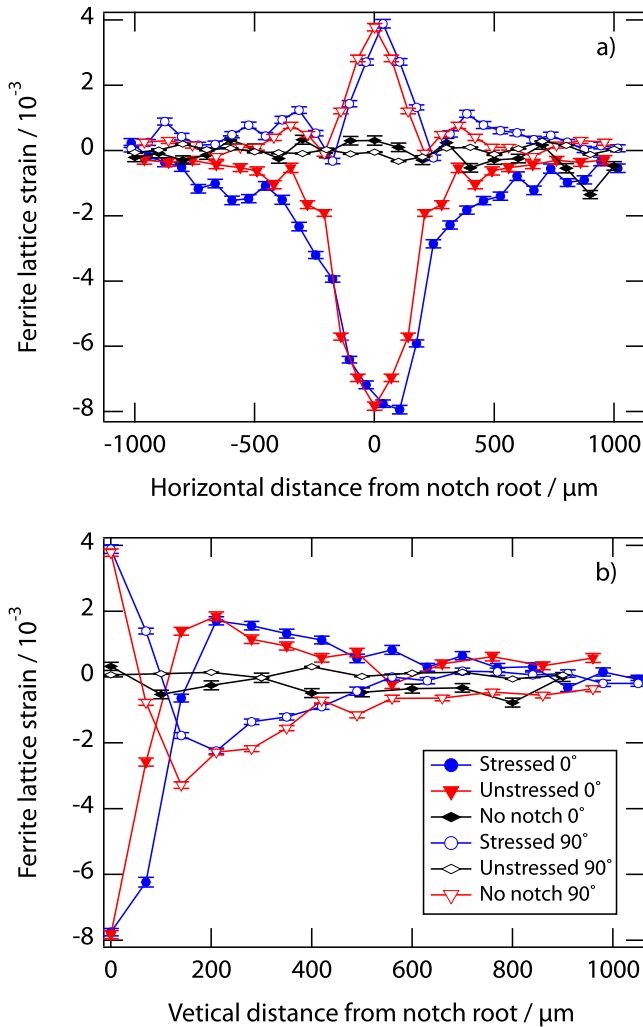 a)
4
2
0
-2
-4
-6
-8
Ferrite lattice strain / 10⁻³
-1000 -500 0 500 1000
Horizontal distance from notch root / µm
b)
4
2
0
-2
-4
-6
-8
Ferrite lattice strain / 10⁻³
Stressed 0°
Unstressed 0°
No notch 0°
Stressed 90°
Unstressed 90°
No notch 90°
0 200 400 600 800 1000
Vetical distance from notch root / µm